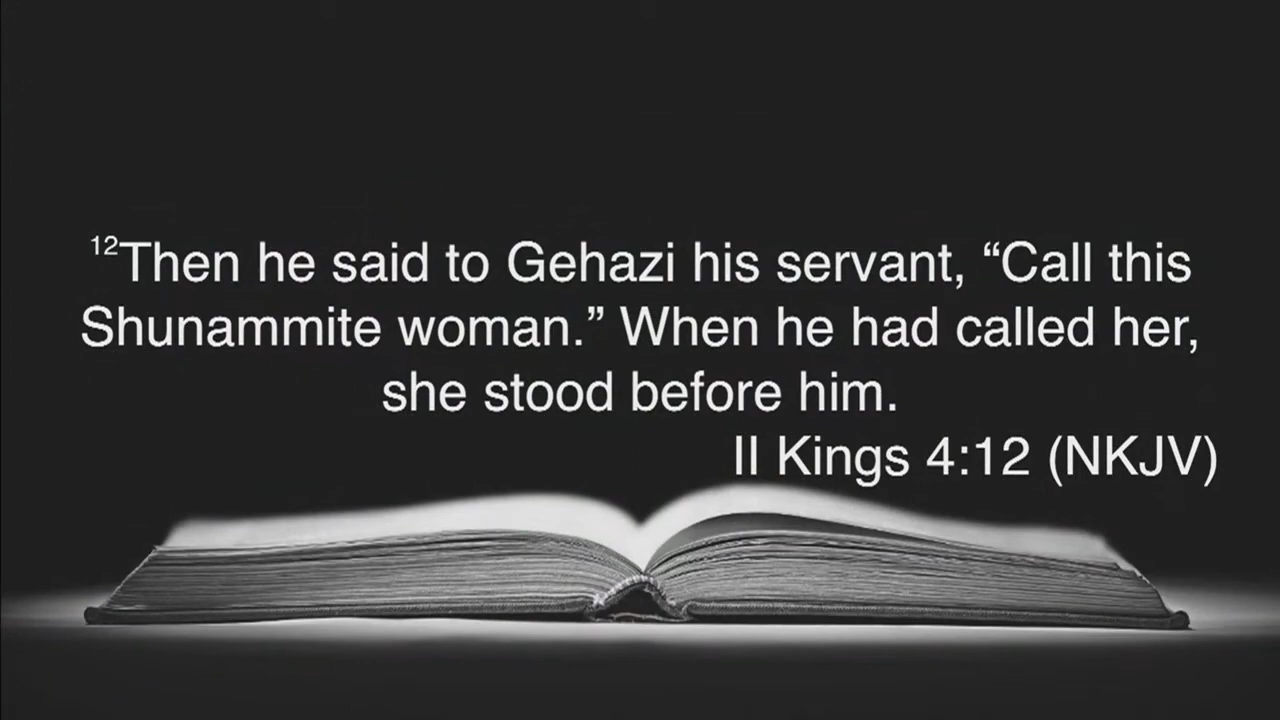 12Then he said to Gehazi his servant, “Call this
Shunammite woman.” When he had called her,
she stood before him.
II Kings 4:12 (NKJV)